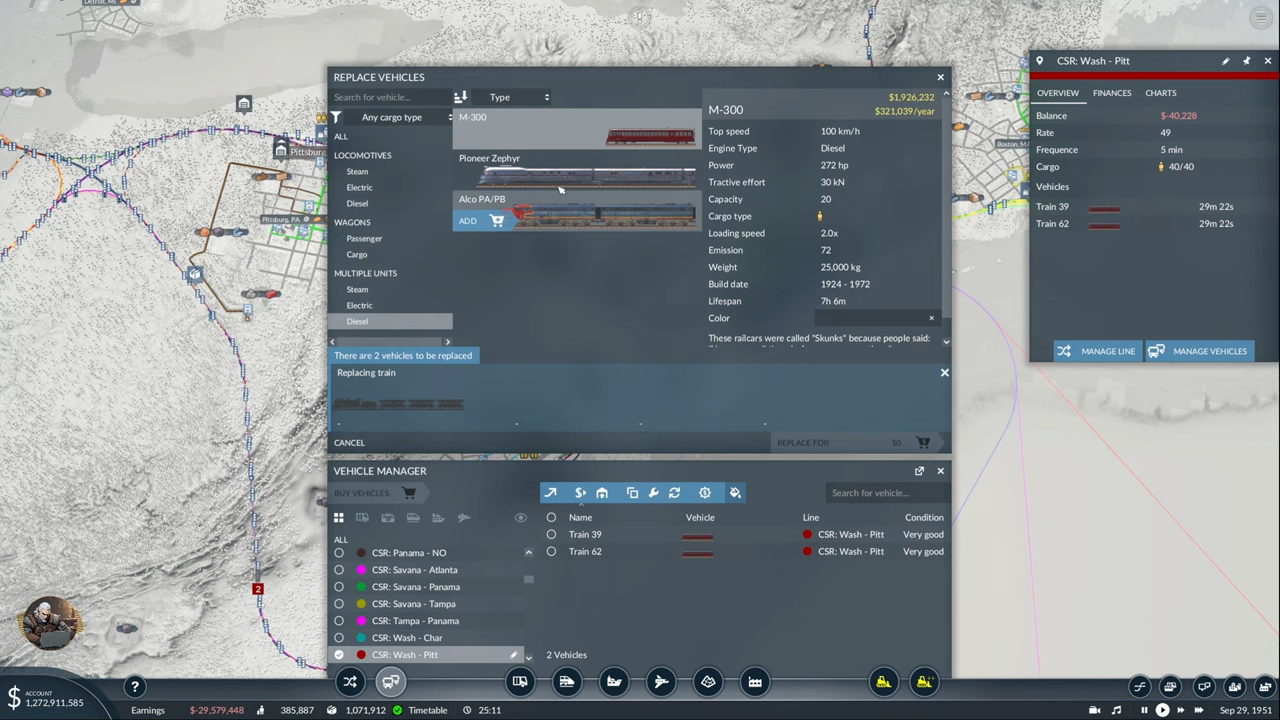 Detroit, MI
REPLACE VEHICLES
Search for vehicle...
Type
Any cargo type
ALL
LOCOMOTIVES
Steam
Electric
Diesel
WAGONS
Passenger
Cargo
MULTIPLE UNITS
Steam
Electric
Diesel
M-300
Pioneer Zephyr
Alco PA/PB
ADD
M-300
$1,926,232
$321,039/year
Top speed 100 km/h
Engine Type Diesel
Power 272 hp
Tractive effort 30 kN
Capacity 20
Cargo type
Loading speed 2.0x
Emission 72
Weight 25,000 kg
Build date 1924 - 1972
Lifespan 7h 6m
Color
These railcars were called "Skunks" because people said:
There are 2 vehicles to be replaced
Replacing train
- - - -
CANCEL
REPLACE FOR $0
CSR: Wash - Pitt
OVERVIEW FINANCES CHARTS
Balance $-40,228
Rate 49
Frequency 5 min
Cargo 40/40
Vehicles
Train 39 29m 22s
Train 62 29m 22s
MANAGE LINE MANAGE VEHICLES
Pittsburg
Pittsburg, PA
Boston, MA
2
VEHICLE MANAGER
BUY VEHICLES
Search for vehicle...
ALL
CSR: Panama - NO
CSR: Savana - Atlanta
CSR: Savana - Panama
CSR: Savana - Tampa
CSR: Tampa - Panama
CSR: Wash - Char
CSR: Wash - Pitt
Name Vehicle Line Condition
Train 39 CSR: Wash - Pitt Very good
Train 62 CSR: Wash - Pitt Very good
2 Vehicles
$ ACCOUNT
1,272,911,585
?
Earnings $-29,579,448 385,887 1,071,912 Timetable 25:11
Sep 29, 1951